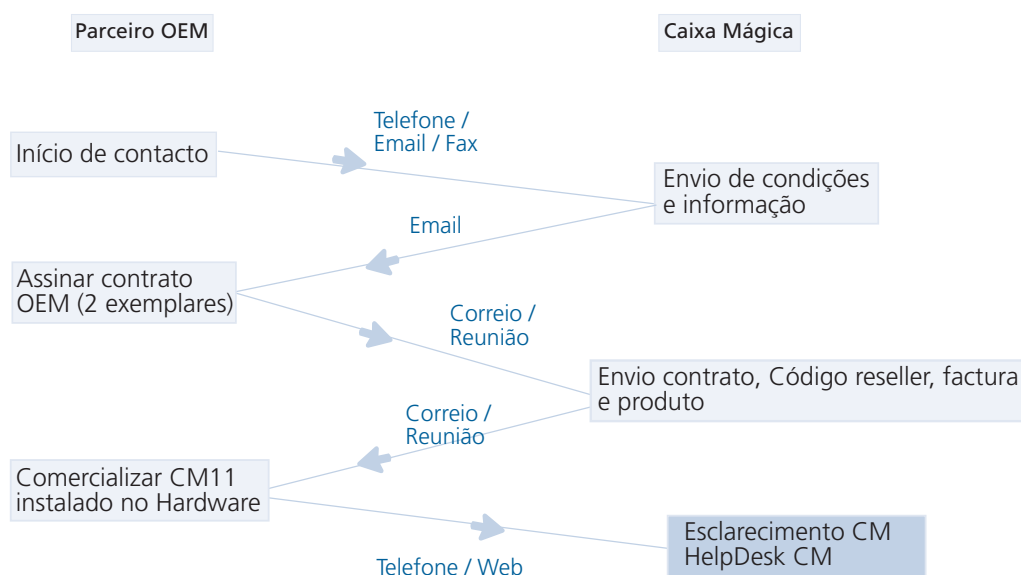 Parceiro OEM
Caixa Mágica
Telefone /
Email / Fax
Início de contacto
Envio de condições
e informação
Email
Assinar contrato
OEM (2 exemplares)
Correio /
Reunião
Envio contrato, Código reseller, factura
e produto
Correio /
Reunião
Comercializar CM11
instalado no Hardware
Esclarecimento CM
HelpDesk CM
Telefone / Web